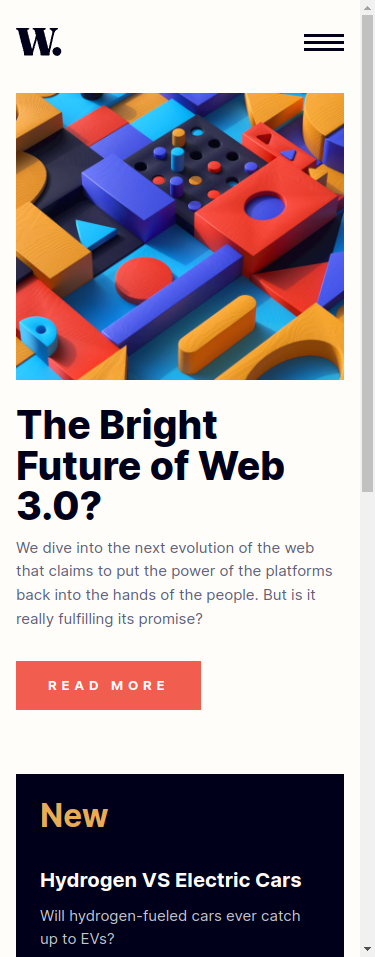 W.
The Bright
Future of Web
3.0?
We dive into the next evolution of the web
that claims to put the power of the platforms
back into the hands of the people. But is it
really fulfilling its promise?
READ MORE
New
Hydrogen VS Electric Cars
Will hydrogen-fueled cars ever catch
up to EVs?